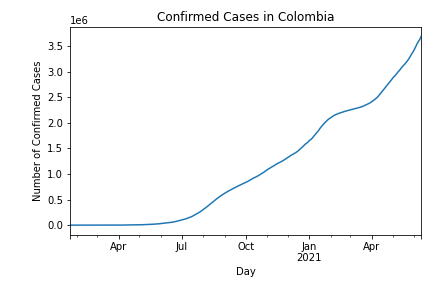 Confirmed Cases in Colombia
1e6
3.5
3.0
2.5
2.0
1.5
1.0
0.5
0.0
Number of Confirmed Cases
Apr
Jul
Oct
Jan
2021
Apr
Day